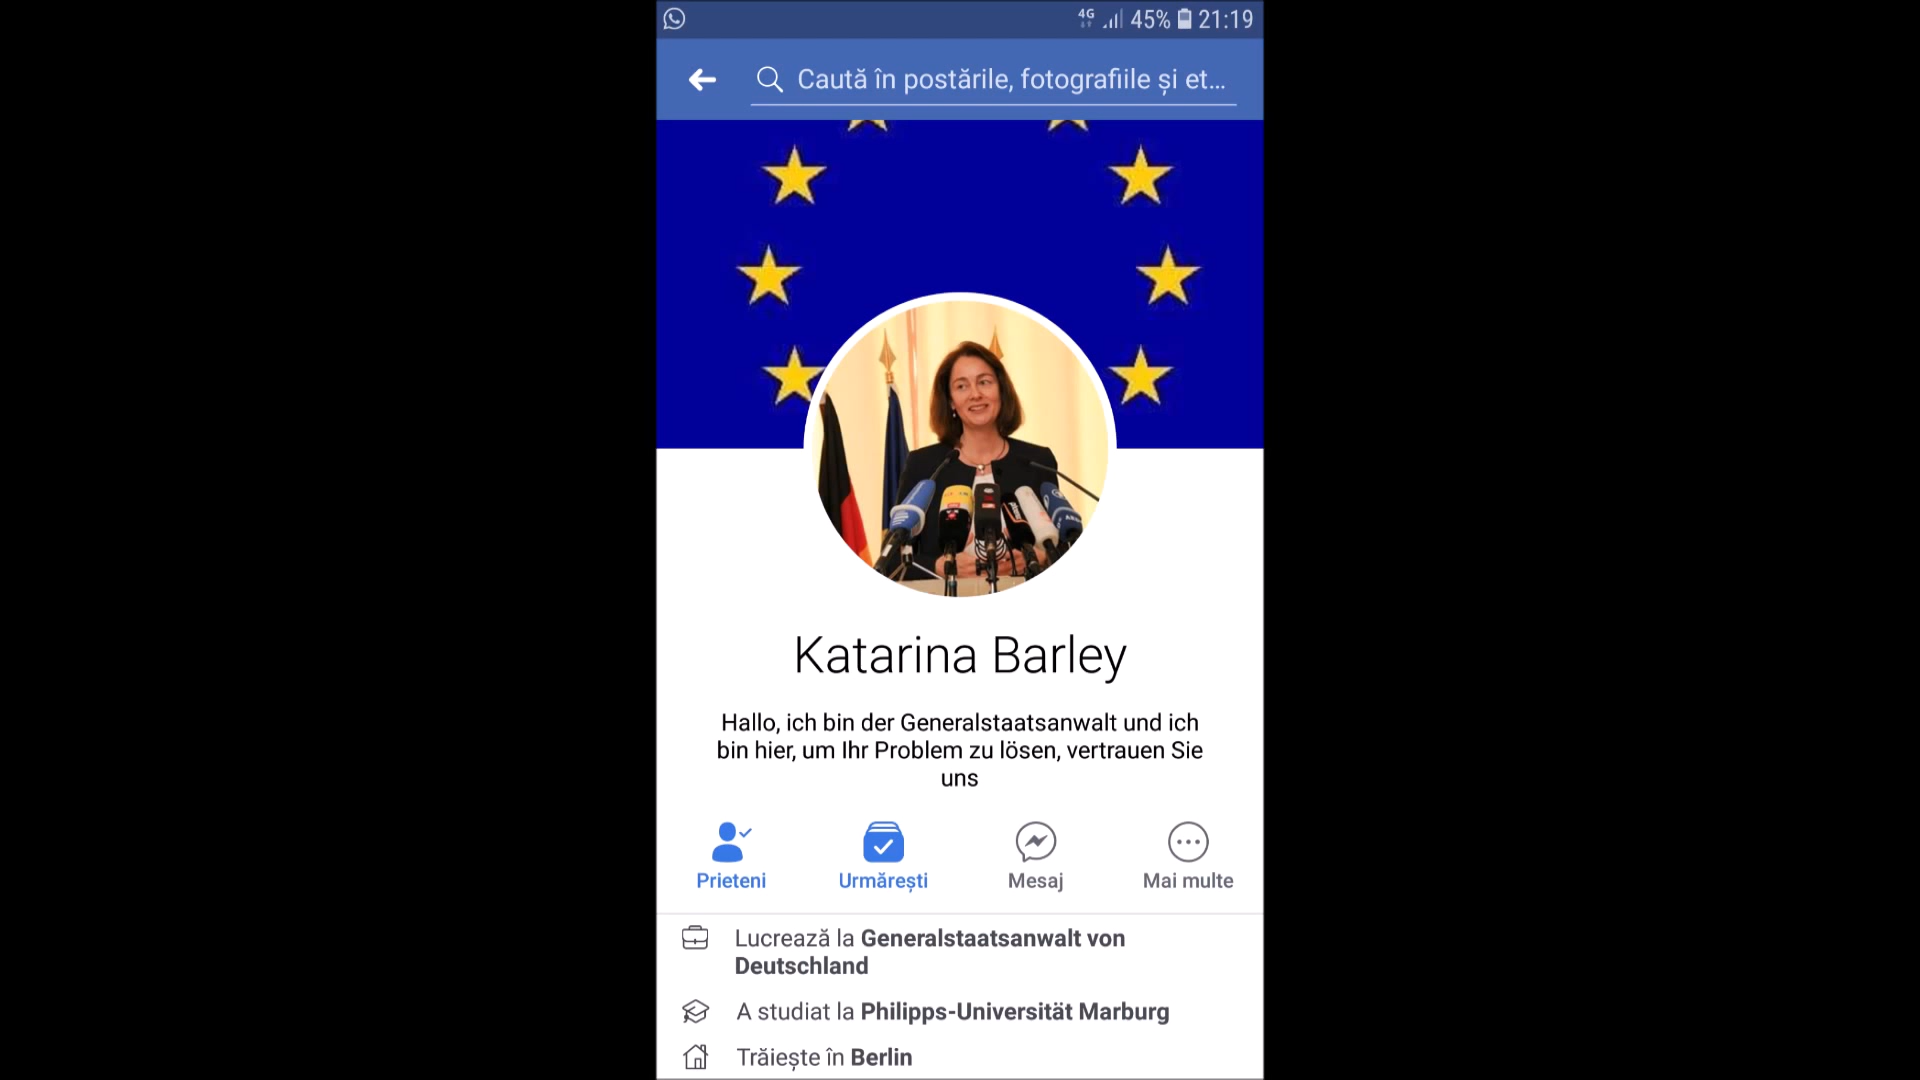 4G 45% 21:19
Caută în postările, fotografiile și et...
Katarina Barley
Hallo, ich bin der Generalstaatsanwalt und ich
bin hier, um Ihr Problem zu lösen, vertrauen Sie
uns
Prieteni Urmărești Mesaj Mai multe
Lucrează la Generalstaatsanwalt von
Deutschland
A studiat la Philipps-Universität Marburg
Trăiește în Berlin